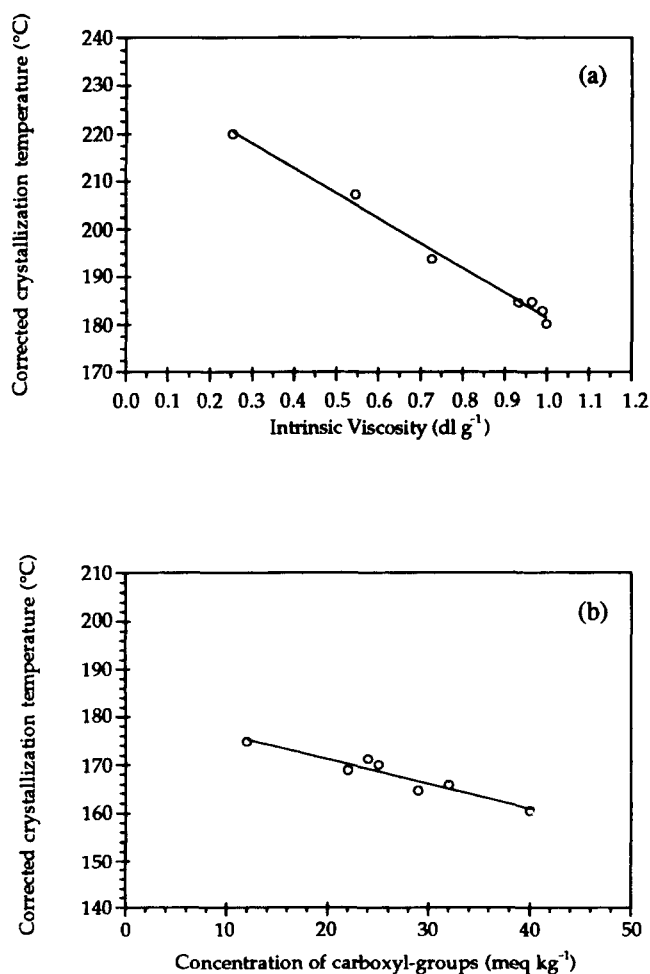 Corrected crystallization temperature (°C)
240
230
220
210
200
190
180
170
(a)
0.0 0.1 0.2 0.3 0.4 0.5 0.6 0.7 0.8 0.9 1.0 1.1 1.2
Intrinsic Viscosity (dl g⁻¹)
Corrected crystallization temperature (°C)
210
200
190
180
170
160
150
140
(b)
0 10 20 30 40 50
Concentration of carboxyl-groups (meq kg⁻¹)